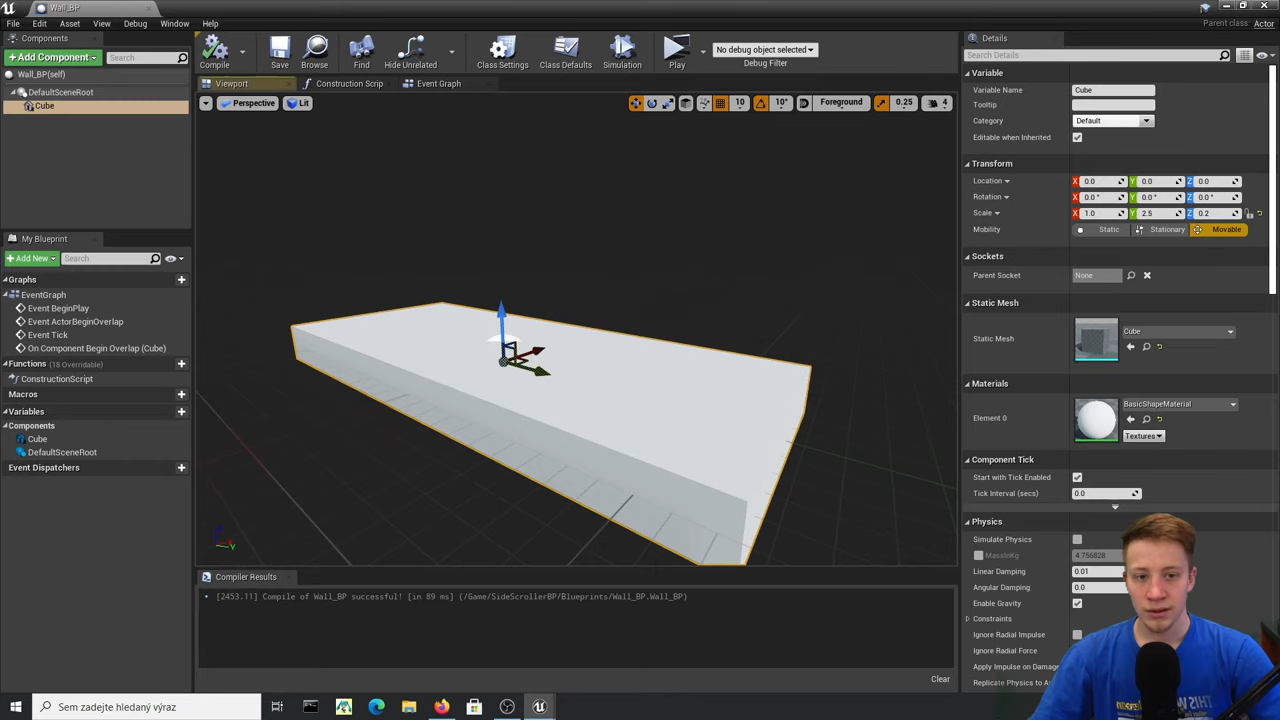 Wall_BP
File Edit Asset View Debug Window Help
Parent class: Actor
Components
+ Add Component
Search
Wall_BP(self)
DefaultSceneRoot
Cube
My Blueprint
+ Add New
Search
Graphs
EventGraph
Event BeginPlay
Event ActorBeginOverlap
Event Tick
On Component Begin Overlap (Cube)
Functions (18 Overridable)
ConstructionScript
Macros
Variables
Components
Cube
DefaultSceneRoot
Event Dispatchers
Compile
Save
Browse
Find
Hide Unrelated
Class Settings
Class Defaults
Simulation
Play
No debug object selected
Debug Filter
Viewport
Construction Scrip
Event Graph
Perspective
Lit
10
10°
Foreground
0.25
4
Z
Y
Compiler Results
[2453.11] Compile of Wall_BP successful! [in 89 ms] (/Game/SideScrollerBP/Blueprints/Wall_BP.Wall_BP)
Clear
Details
Search Details
Variable
Variable Name Cube
Tooltip
Category Default
Editable when Inherited
Transform
Location X 0.0 Y 0.0 Z 0.0
Rotation X 0.0 ° Y 0.0 ° Z 0.0 °
Scale X 1.0 Y 2.5 Z 0.2
Mobility Static Stationary Movable
Sockets
Parent Socket None
Static Mesh
Static Mesh Cube
Materials
Element 0 BasicShapeMaterial
Textures
Component Tick
Start with Tick Enabled
Tick Interval (secs) 0.0
Physics
Simulate Physics
MassInKg 4.756828
Linear Damping 0.01
Angular Damping 0.0
Enable Gravity
Constraints
Ignore Radial Impulse
Ignore Radial Force
Apply Impulse on Damag
Replicate Physics to A
THIS W
Sem zadejte hledaný výraz